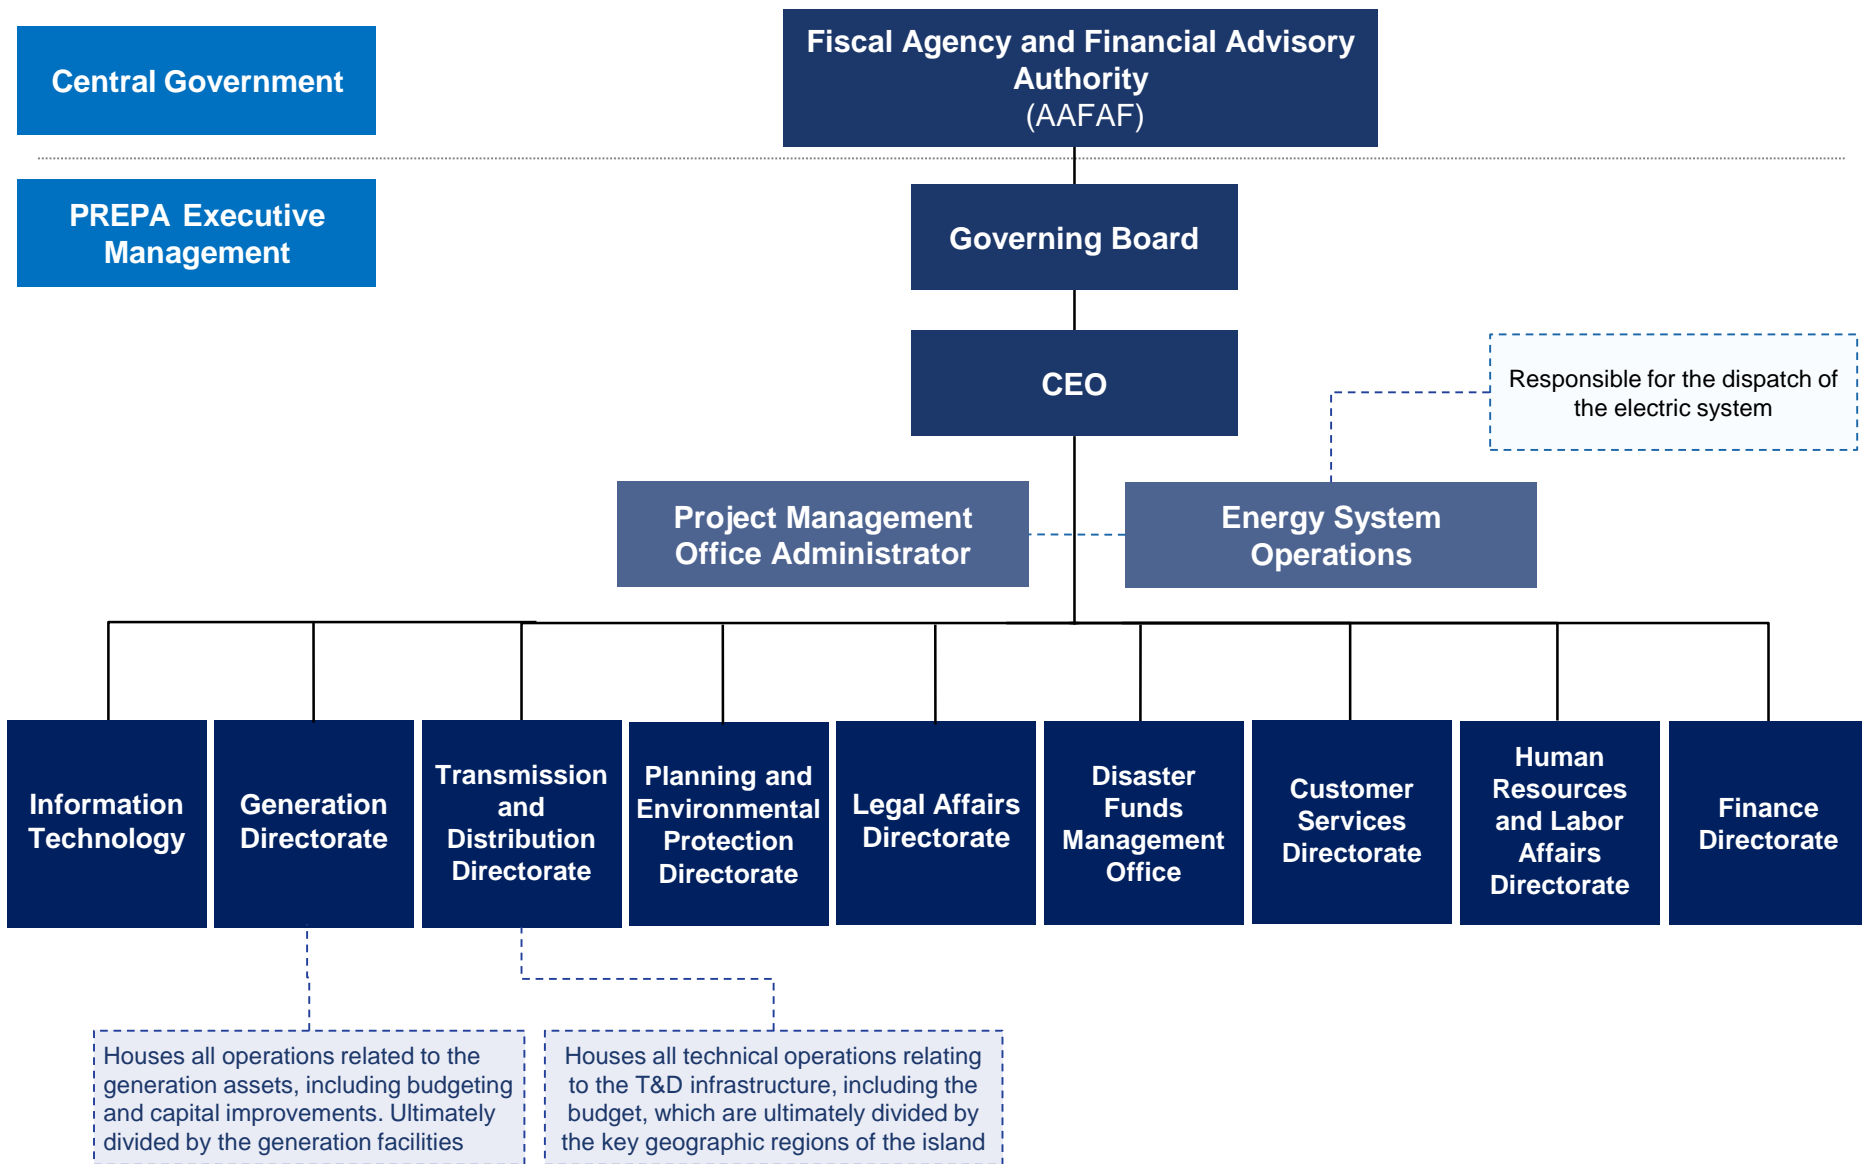 Central Government
Fiscal Agency and Financial Advisory
Authority
(AAFAF)
PREPA Executive
Management
Governing Board
CEO
Responsible for the dispatch of
the electric system
Project Management
Office Administrator
Energy System
Operations
Information
Technology
Generation
Directorate
Transmission
and
Distribution
Directorate
Planning and
Environmental
Protection
Directorate
Legal Affairs
Directorate
Disaster
Funds
Management
Office
Customer
Services
Directorate
Human
Resources
and Labor
Affairs
Directorate
Finance
Directorate
Houses all operations related to the
generation assets, including budgeting
and capital improvements. Ultimately
divided by the generation facilities
Houses all technical operations relating
to the T&D infrastructure, including the
budget, which are ultimately divided by
the key geographic regions of the island